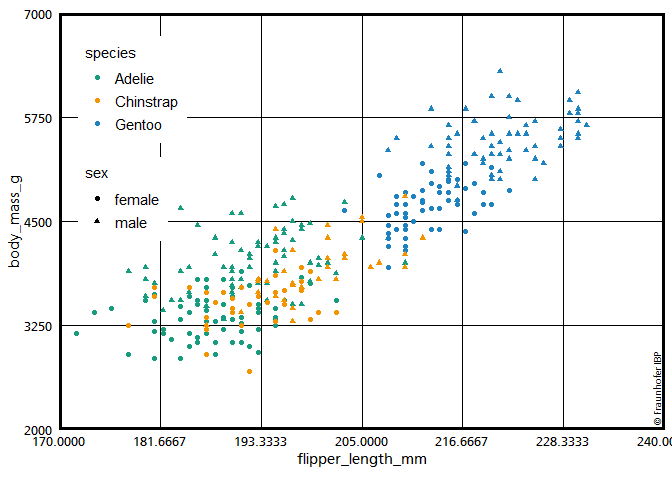 7000
species
Adelie
Chinstrap
Gentoo
5750
sex
female
male
4500
body_mass_g
3250
© Fraunhofer IBP
2000
170.0000 181.6667 193.3333 205.0000 216.6667 228.3333 240.00
flipper_length_mm